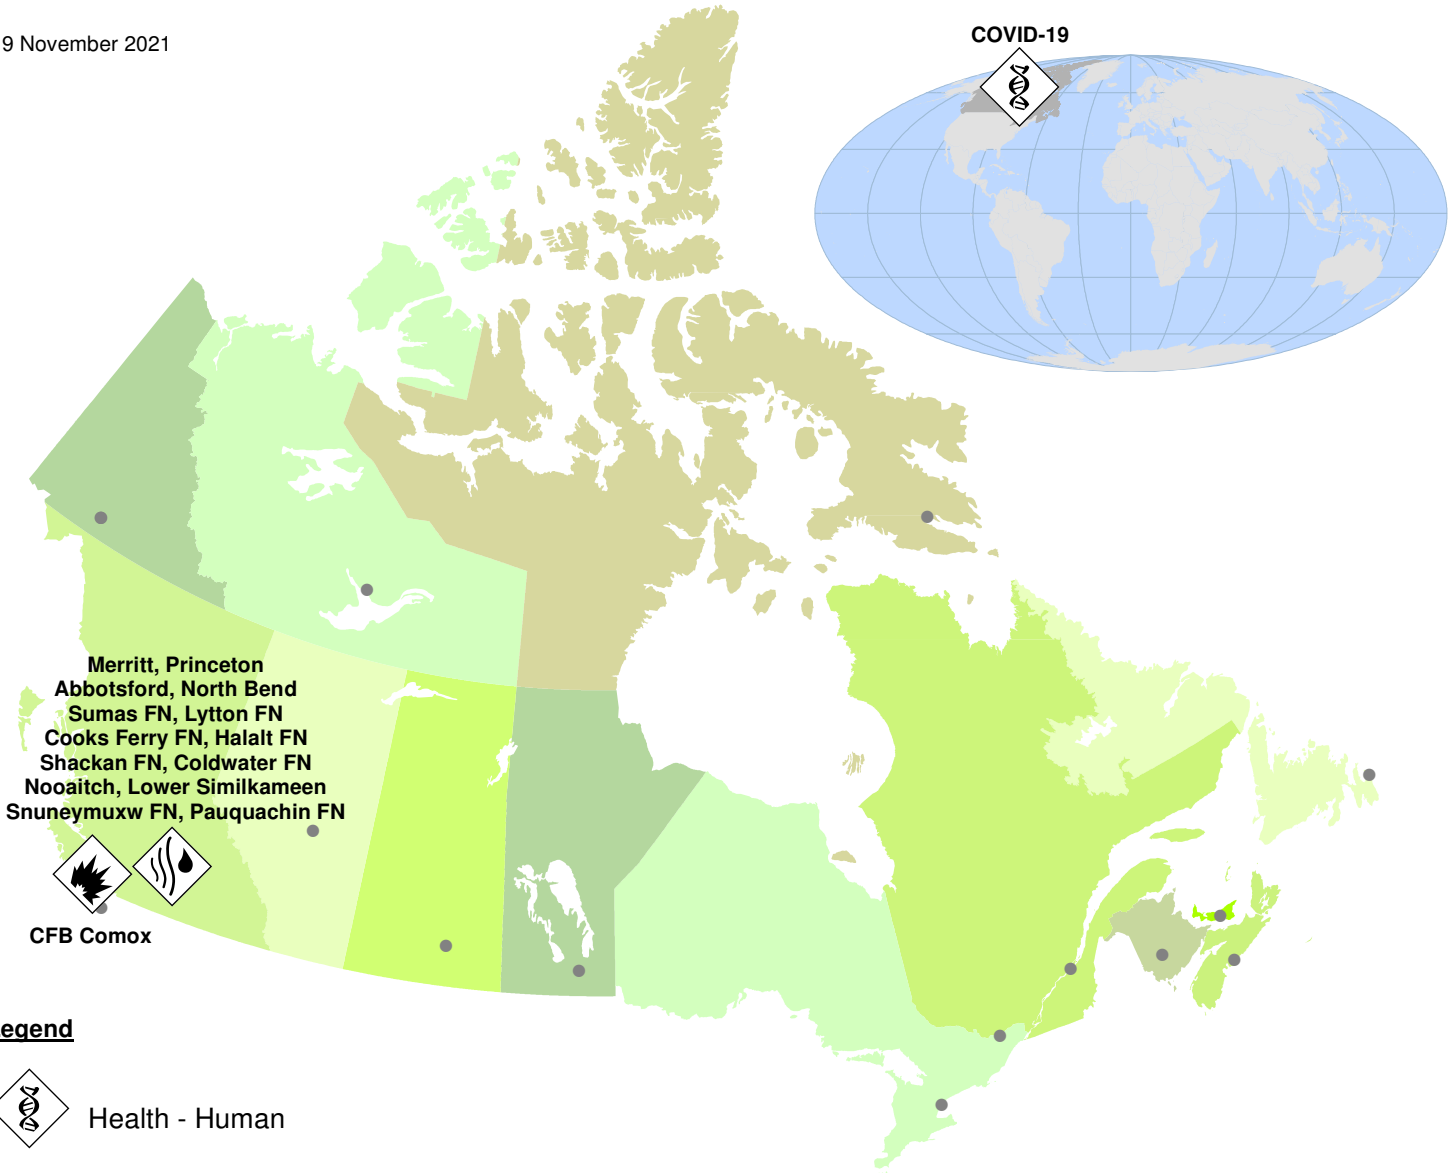 9 November 2021
COVID-19
Merritt, Princeton
Abbotsford, North Bend
Sumas FN, Lytton FN
Cooks Ferry FN, Halalt FN
Shackan FN, Coldwater FN
Nooaitch, Lower Similkameen
Snuneymuxw FN, Pauquachin FN
CFB Comox
egend
Health - Human